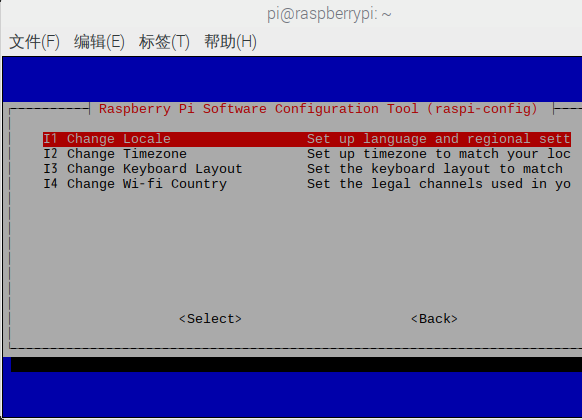 pi@raspberrypi: ~
文件(F) 编辑(E) 标签(T) 帮助(H)
Raspberry Pi Software Configuration Tool (raspi-config)
I1 Change Locale Set up language and regional sett
I2 Change Timezone Set up timezone to match your loc
I3 Change Keyboard Layout Set the keyboard layout to match
I4 Change Wi-fi Country Set the legal channels used in yo
<Select> <Back>